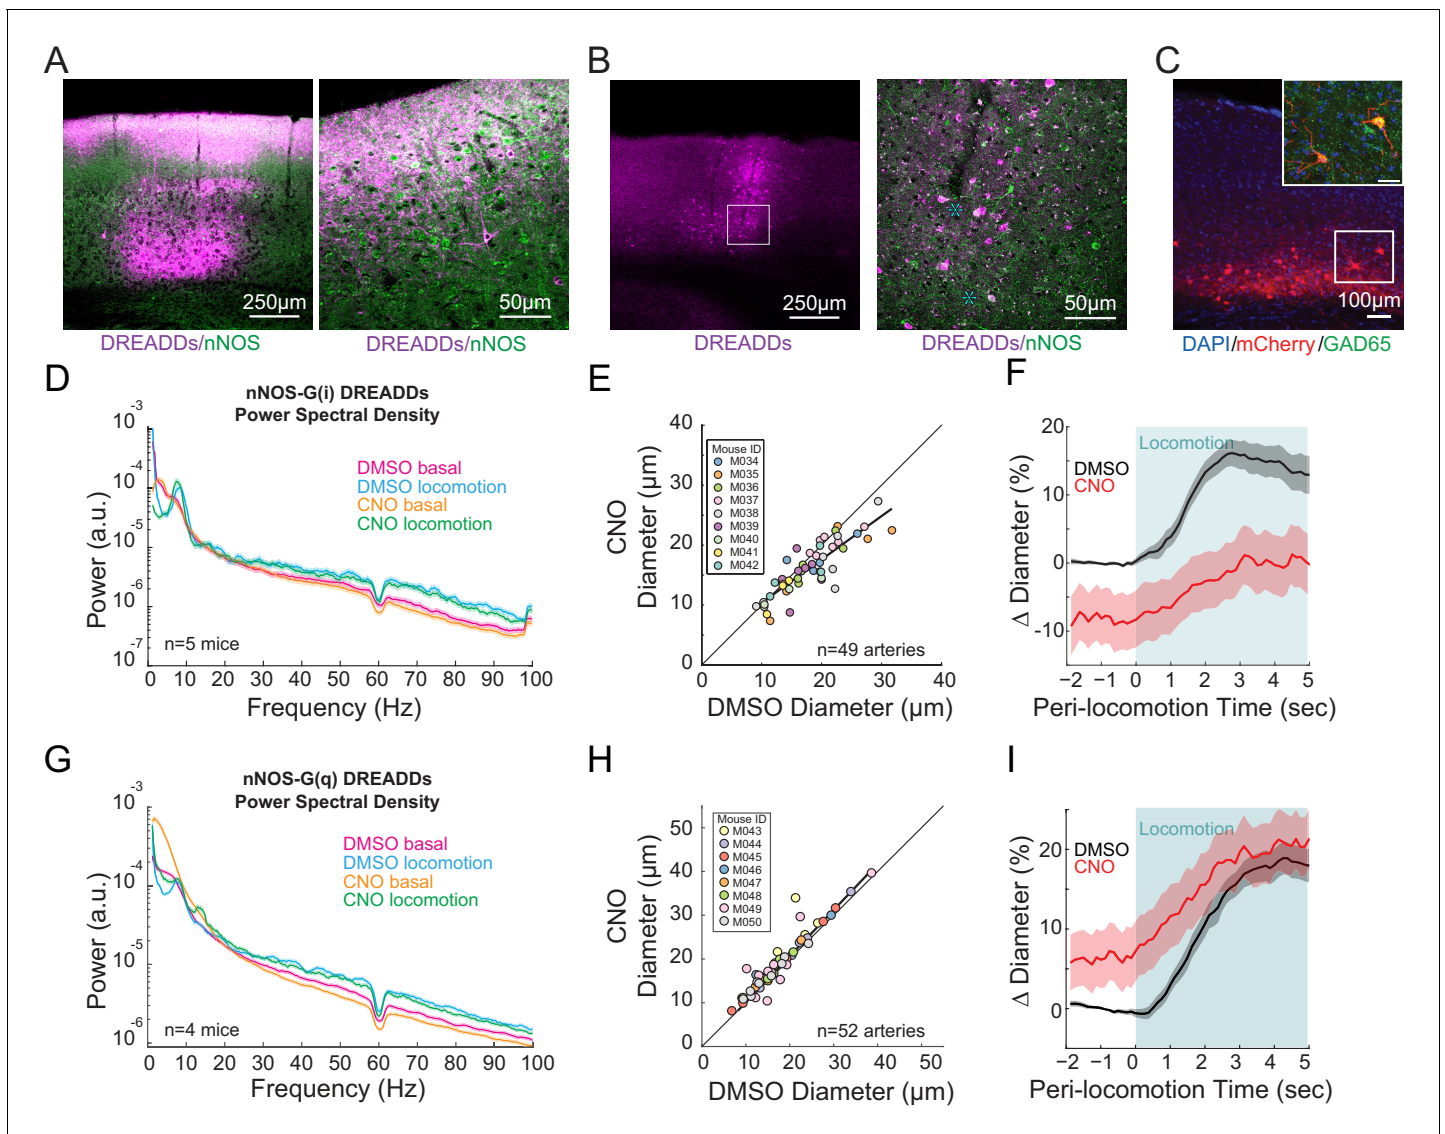 A
B
C
250µm
50µm
250µm
50µm
100µm
DREADDs/nNOS
DREADDs/nNOS
DREADDs
DREADDs/nNOS
DAPI/mCherry/GAD65
D
nNOS-G(i) DREADDs
Power Spectral Density
10-3
10-4
10-5
10-6
10-7
Power (a.u.)
DMSO basal
DMSO locomotion
CNO basal
CNO locomotion
n=5 mice
0 10 20 30 40 50 60 70 80 90 100
Frequency (Hz)
E
CNO
Diameter (µm)
40
30
20
10
0
Mouse ID
M034
M035
M036
M037
M038
M039
M040
M041
M042
n=49 arteries
0 10 20 30 40
DMSO Diameter (µm)
F
Δ Diameter (%)
20
10
0
-10
Locomotion
DMSO
CNO
−2 −1 0 1 2 3 4 5
Peri-locomotion Time (sec)
G
nNOS-G(q) DREADDs
Power Spectral Density
10-3
10-4
10-5
10-6
Power (a.u.)
DMSO basal
DMSO locomotion
CNO basal
CNO locomotion
n=4 mice
0 10 20 30 40 50 60 70 80 90 100
Frequency (Hz)
H
CNO
Diameter (µm)
50
40
30
20
10
0
Mouse ID
M043
M044
M045
M046
M047
M048
M049
M050
n=52 arteries
0 10 20 30 40 50
DMSO Diameter (µm)
I
Δ Diameter (%)
20
10
0
Locomotion
DMSO
CNO
−2 −1 0 1 2 3 4 5
Peri-locomotion Time (sec)